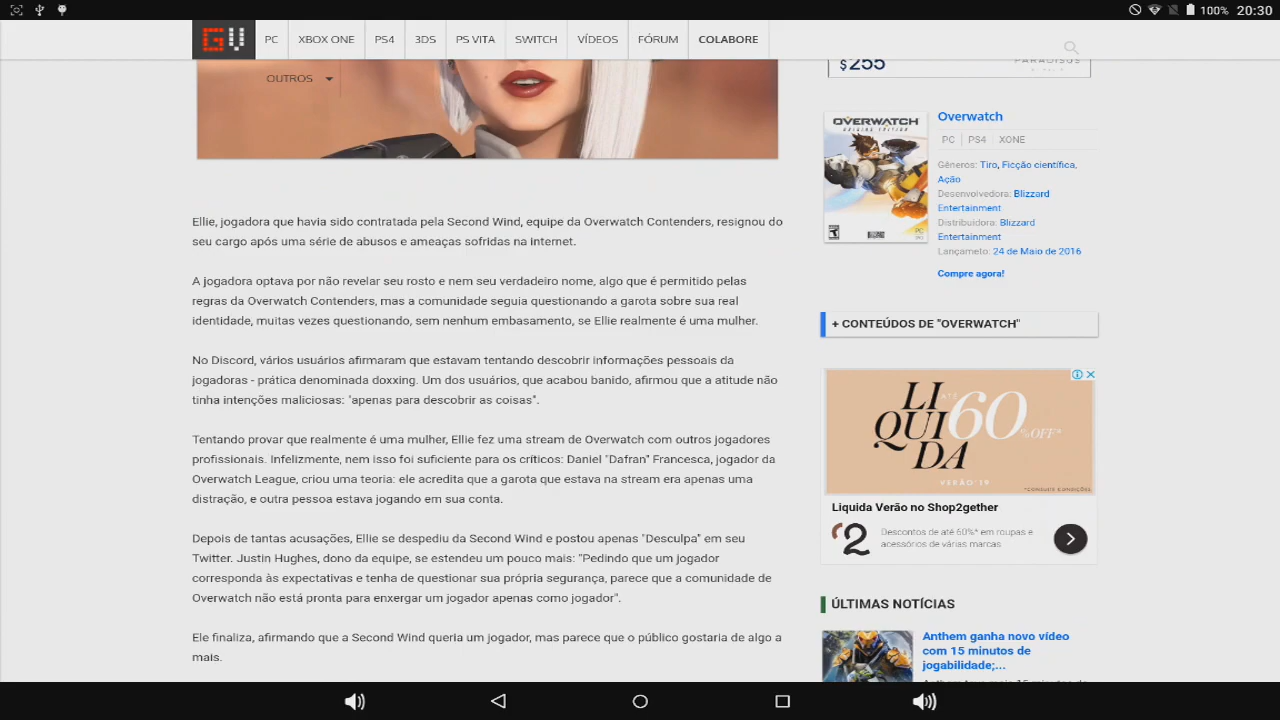 100% 20:30
GV PC XBOX ONE PS4 3DS PS VITA SWITCH VÍDEOS FÓRUM COLABORE
OUTROS
Ellie, jogadora que havia sido contratada pela Second Wind, equipe da Overwatch Contenders, resignou do
seu cargo após uma série de abusos e ameaças sofridas na internet.
A jogadora optava por não revelar seu rosto e nem seu verdadeiro nome, algo que é permitido pelas
regras da Overwatch Contenders, mas a comunidade seguia questionando a garota sobre sua real
identidade, muitas vezes questionando, sem nenhum embasamento, se Ellie realmente é uma mulher.
No Discord, vários usuários afirmaram que estavam tentando descobrir informações pessoais da
jogadoras - prática denominada doxxing. Um dos usuários, que acabou banido, afirmou que a atitude não
tinha intenções maliciosas: "apenas para descobrir as coisas".
Tentando provar que realmente é uma mulher, Ellie fez uma stream de Overwatch com outros jogadores
profissionais. Infelizmente, nem isso foi suficiente para os críticos: Daniel "Dafran" Francesca, jogador da
Overwatch League, criou uma teoria: ele acredita que a garota que estava na stream era apenas uma
distração, e outra pessoa estava jogando em sua conta.
Depois de tantas acusações, Ellie se despediu da Second Wind e postou apenas "Desculpa" em seu
Twitter. Justin Hughes, dono da equipe, se estendeu um pouco mais: "Pedindo que um jogador
corresponda às expectativas e tenha de questionar sua própria segurança, parece que a comunidade de
Overwatch não está pronta para enxergar um jogador apenas como jogador".
Ele finaliza, afirmando que a Second Wind queria um jogador, mas parece que o público gostaria de algo a
mais.
$255
OVERWATCH
ORIGINS EDITION
Overwatch
PC PS4 XONE
Gêneros: Tiro, Ficção científica,
Ação
Desenvolvedora: Blizzard
Entertainment
Distribuidora: Blizzard
Entertainment
Lançameto: 24 de Maio de 2016
Compre agora!
+ CONTEÚDOS DE "OVERWATCH"
LI
QUI
DA
ATÉ
60%OFF*
VERÃO'19
*CONSULTE CONDIÇÕES
Liquida Verão no Shop2gether
Descontos de até 60%* em roupas e
acessórios de várias marcas
ÚLTIMAS NOTÍCIAS
Anthem ganha novo vídeo
com 15 minutos de
jogabilidade;...